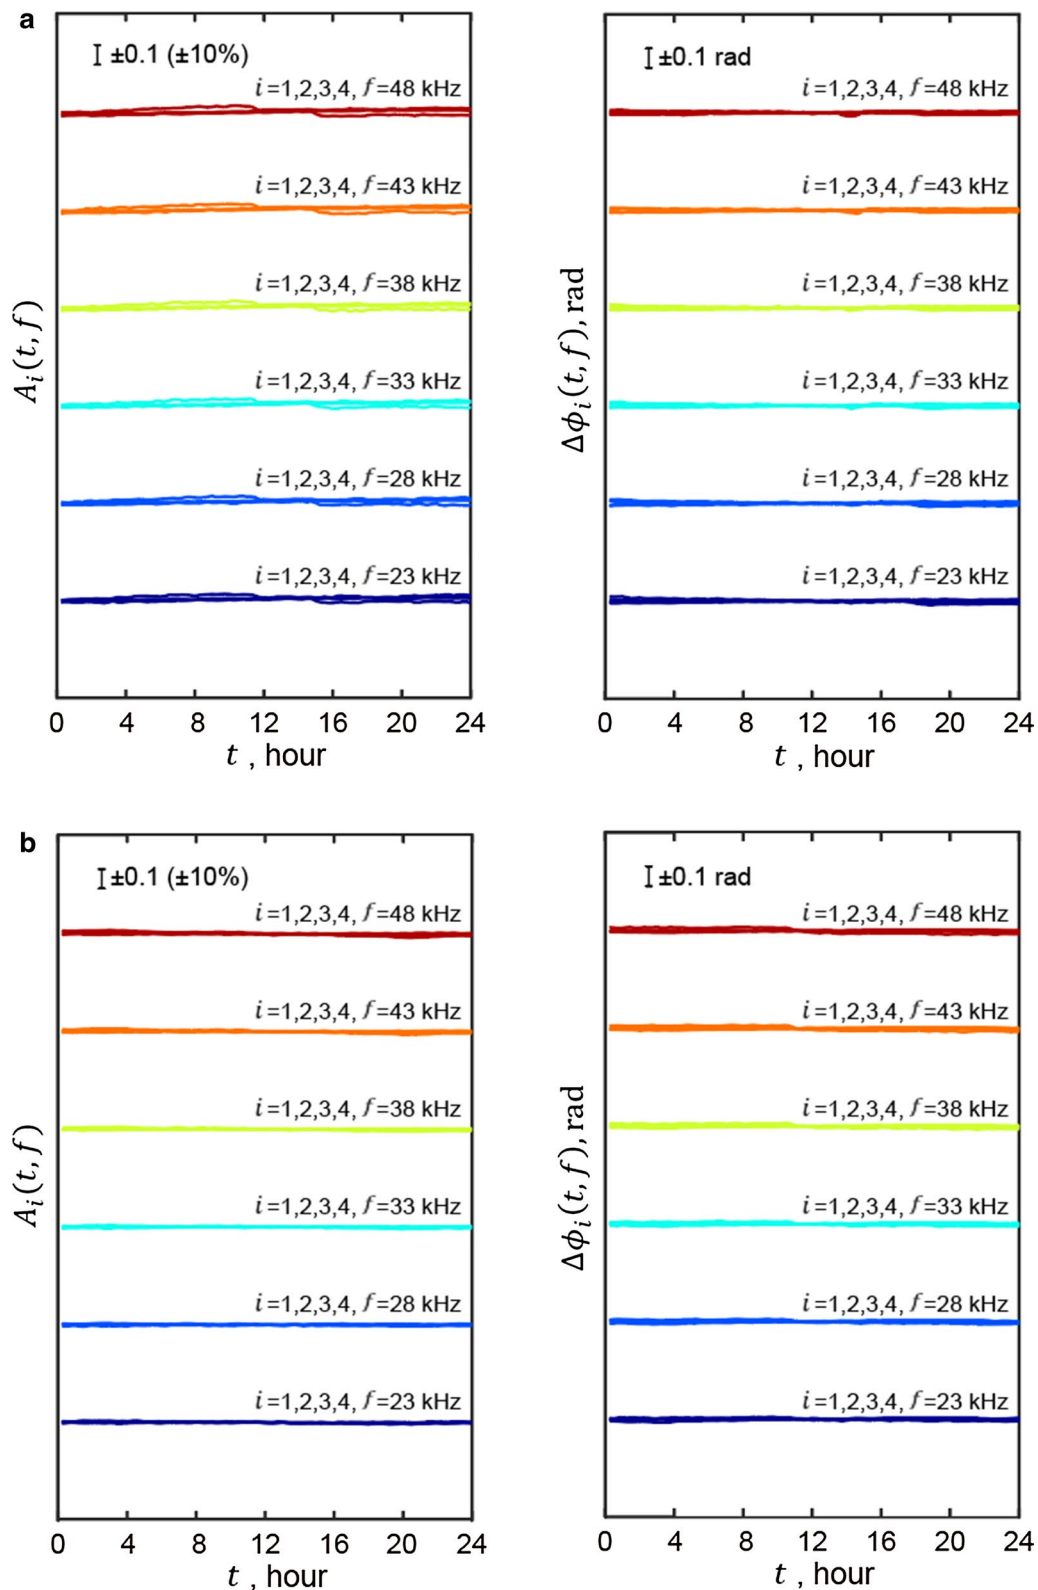 a
±0.1 (±10%)
i=1,2,3,4, f=48 kHz
i=1,2,3,4, f=43 kHz
i=1,2,3,4, f=38 kHz
i=1,2,3,4, f=33 kHz
i=1,2,3,4, f=28 kHz
i=1,2,3,4, f=23 kHz
A_i(t, f)
0 4 8 12 16 20 24
t , hour
±0.1 rad
i=1,2,3,4, f=48 kHz
i=1,2,3,4, f=43 kHz
i=1,2,3,4, f=38 kHz
i=1,2,3,4, f=33 kHz
i=1,2,3,4, f=28 kHz
i=1,2,3,4, f=23 kHz
Δϕ_i(t, f), rad
0 4 8 12 16 20 24
t , hour
b
±0.1 (±10%)
i=1,2,3,4, f=48 kHz
i=1,2,3,4, f=43 kHz
i=1,2,3,4, f=38 kHz
i=1,2,3,4, f=33 kHz
i=1,2,3,4, f=28 kHz
i=1,2,3,4, f=23 kHz
A_i(t, f)
0 4 8 12 16 20 24
t , hour
±0.1 rad
i=1,2,3,4, f=48 kHz
i=1,2,3,4, f=43 kHz
i=1,2,3,4, f=38 kHz
i=1,2,3,4, f=33 kHz
i=1,2,3,4, f=28 kHz
i=1,2,3,4, f=23 kHz
Δϕ_i(t, f), rad
0 4 8 12 16 20 24
t , hour